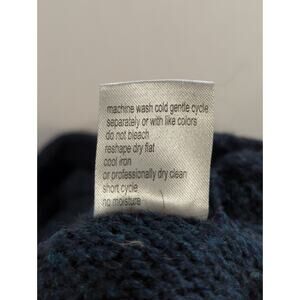 machine wash cold gentle cycle
separately or with like colors
do not bleach
reshape dry flat
cool iron
or professionally dry clean
short cycle
no moisture